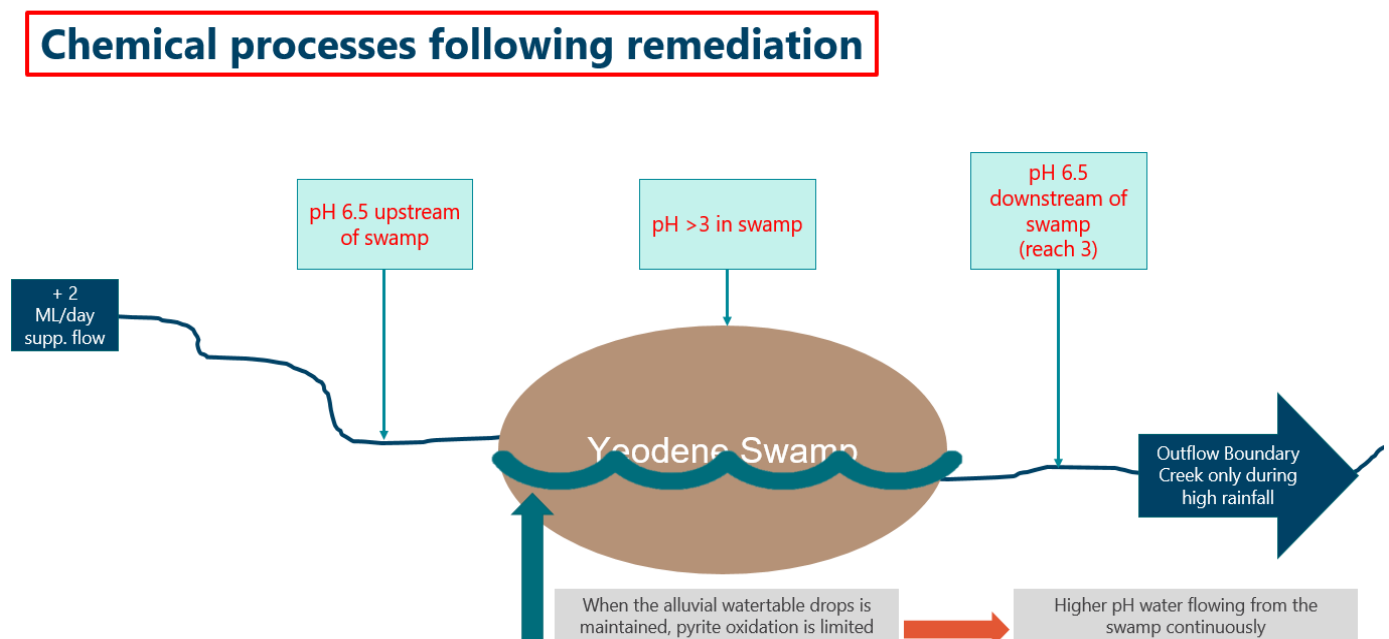 Chemical processes following remediation
pH 6.5 upstream
of swamp
pH >3 in swamp
pH 6.5
downstream of
swamp
(reach 3)
+ 2
ML/day
supp. flow
Yeodene Swamp
Outflow Boundary
Creek only during
high rainfall
When the alluvial watertable drops is
maintained, pyrite oxidation is limited
Higher pH water flowing from the
swamp continuously